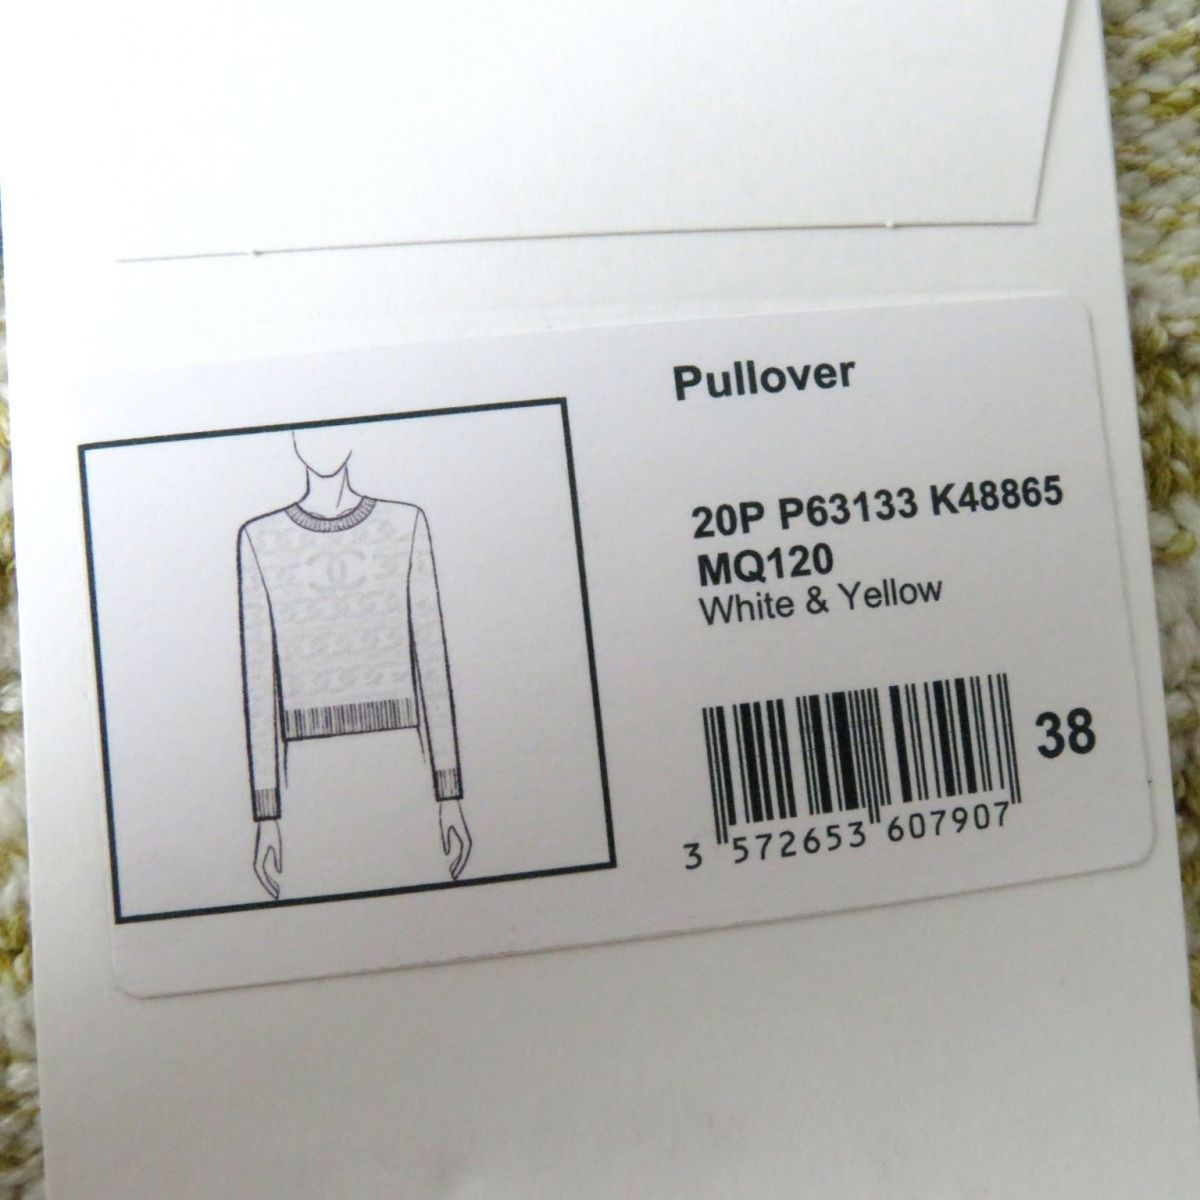 Pullover
20P P63133 K48865
MQ120
White & Yellow
38
3 572653 607907